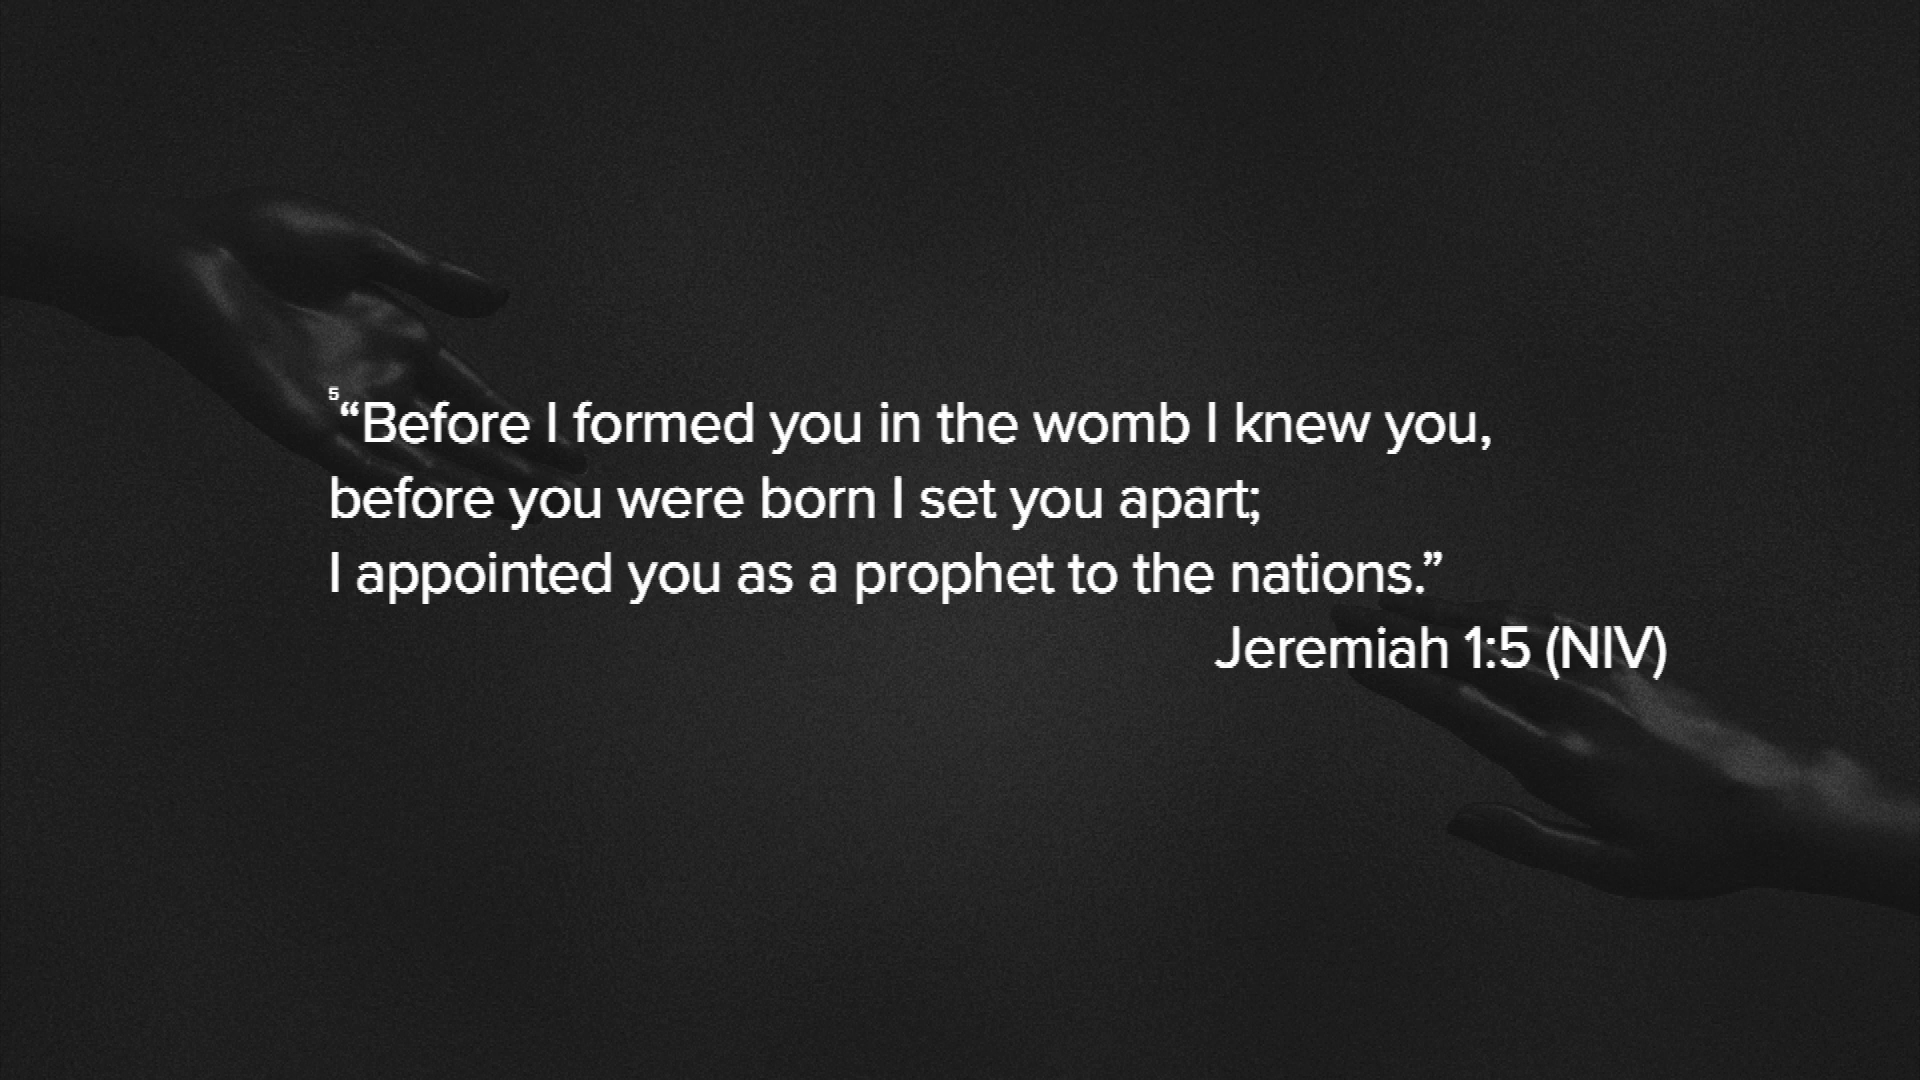 ⁵“Before I formed you in the womb I knew you,
before you were born I set you apart;
I appointed you as a prophet to the nations.”
Jeremiah 1:5 (NIV)